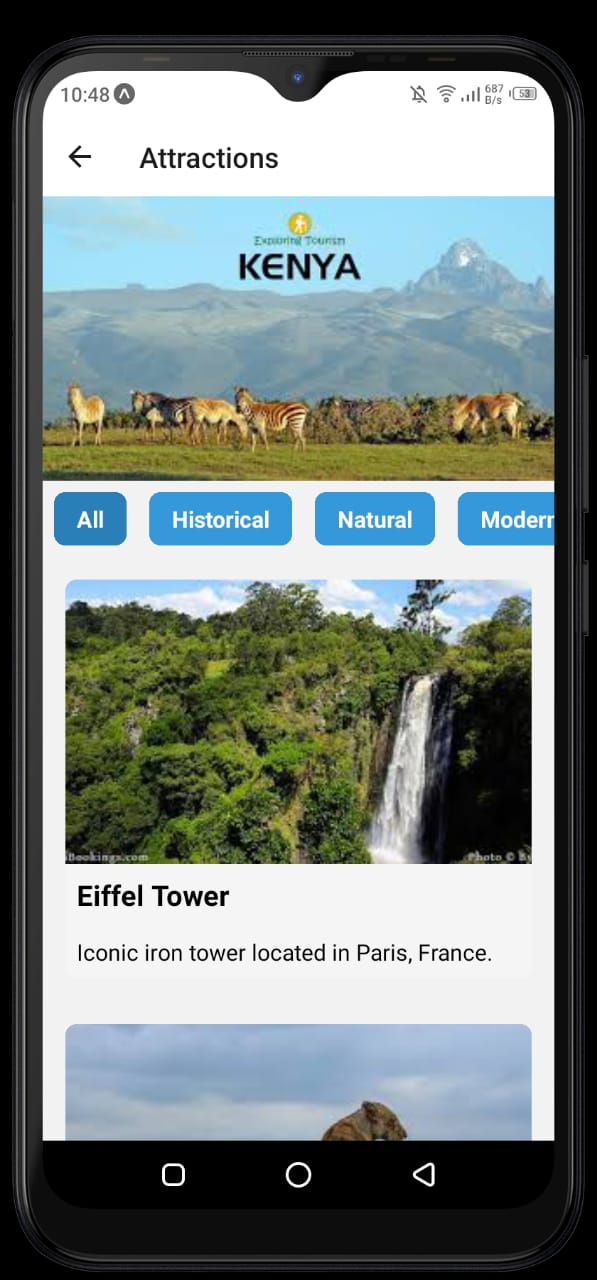 10:48
687
B/s
53
Attractions
Exploring Tourism
KENYA
All
Historical
Natural
Modern
Bookings.com
Photo ©
Eiffel Tower
Iconic iron tower located in Paris, France.